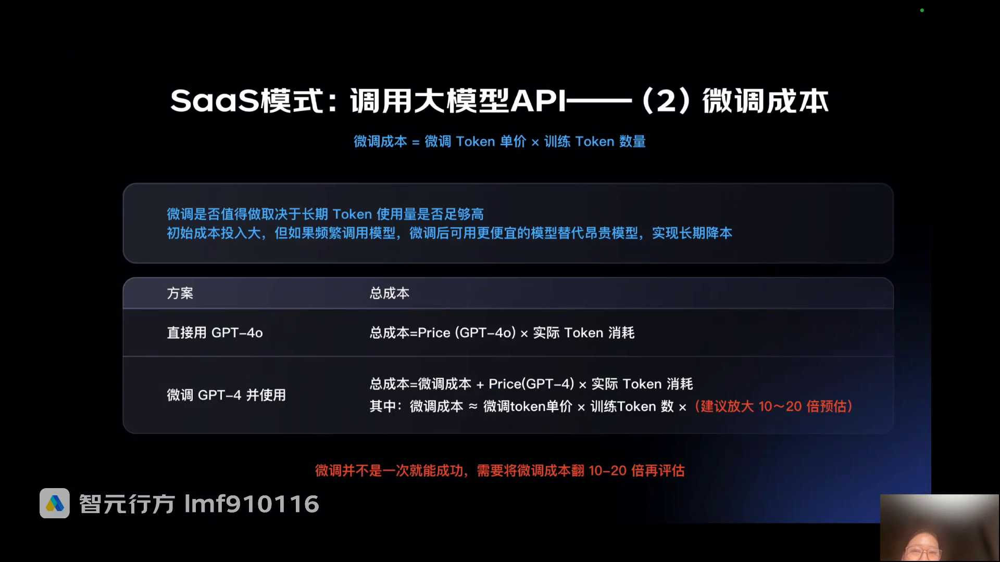 SaaS模式：调用大模型API——（2）微调成本
微调成本 = 微调 Token 单价 × 训练 Token 数量
微调是否值得做取决于长期 Token 使用量是否足够高
初始成本投入大，但如果频繁调用模型，微调后可用更便宜的模型替代昂贵模型，实现长期降本
方案 总成本
直接用 GPT-4o 总成本=Price (GPT-4o) × 实际 Token 消耗
微调 GPT-4 并使用
总成本=微调成本 + Price(GPT-4) × 实际 Token 消耗
其中：微调成本 ≈ 微调token单价 × 训练Token 数 ×（建议放大 10～20 倍预估）
微调并不是一次就能成功，需要将微调成本翻 10-20 倍再评估
智元行方 lmf910116